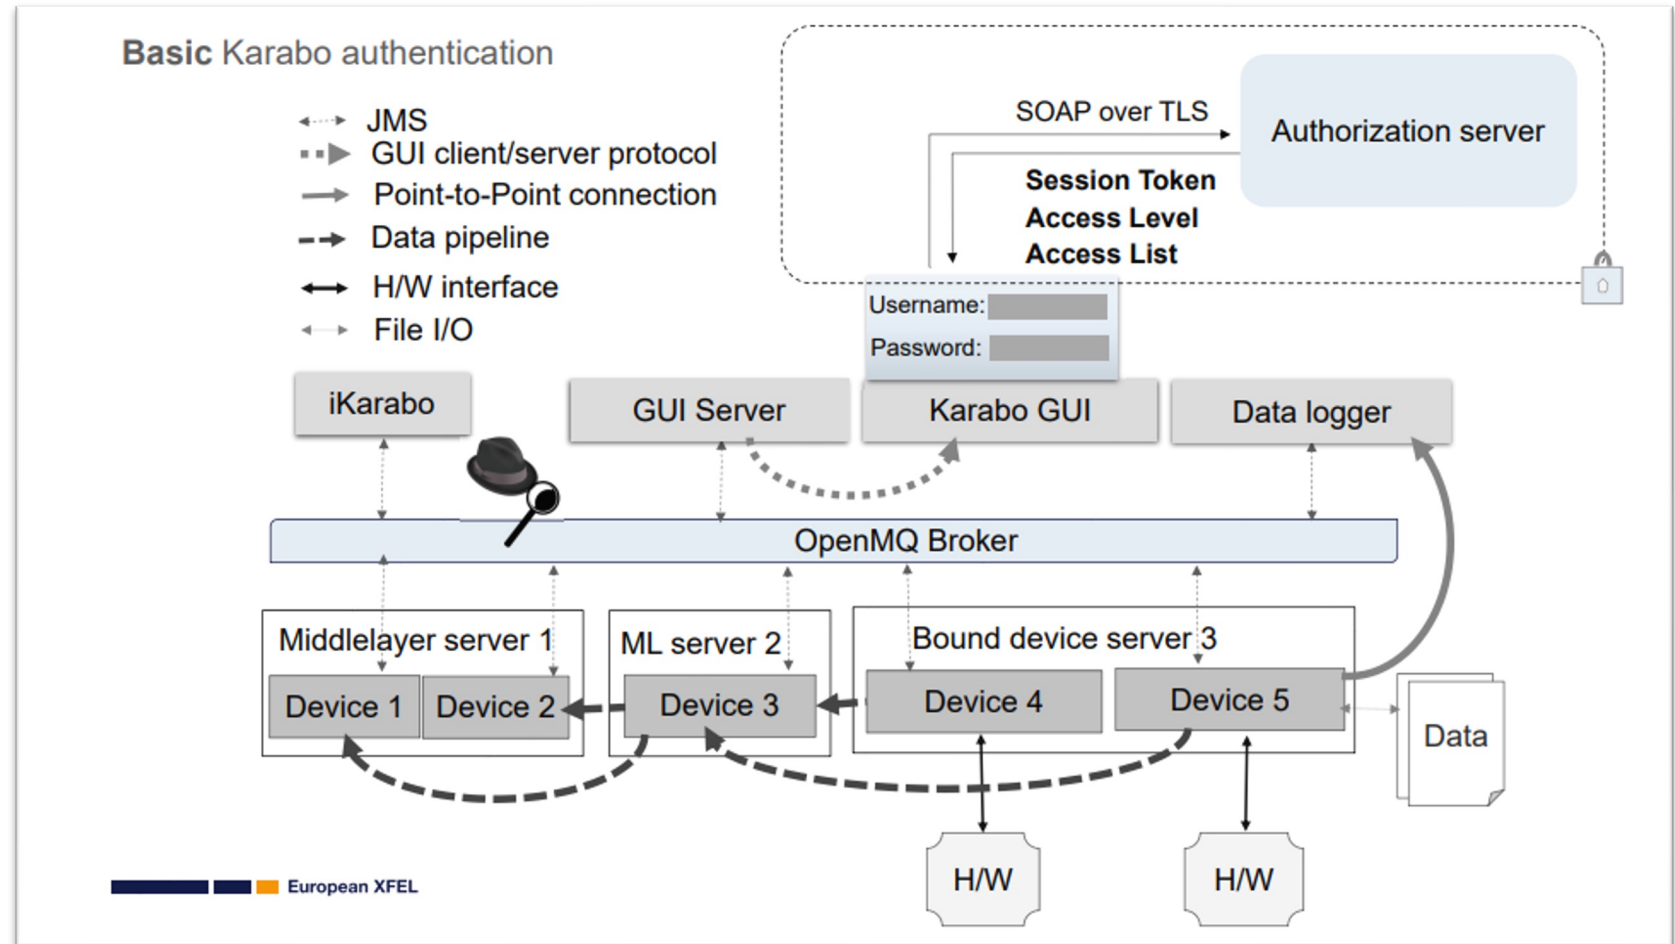 Basic Karabo authentication
JMS
GUI client/server protocol
Point-to-Point connection
Data pipeline
H/W interface
File I/O
SOAP over TLS
Authorization server
Session Token
Access Level
Access List
Username:
Password:
iKarabo
GUI Server
Karabo GUI
Data logger
OpenMQ Broker
Middlelayer server 1
ML server 2
Bound device server 3
Device 1
Device 2
Device 3
Device 4
Device 5
Data
H/W
H/W
European XFEL